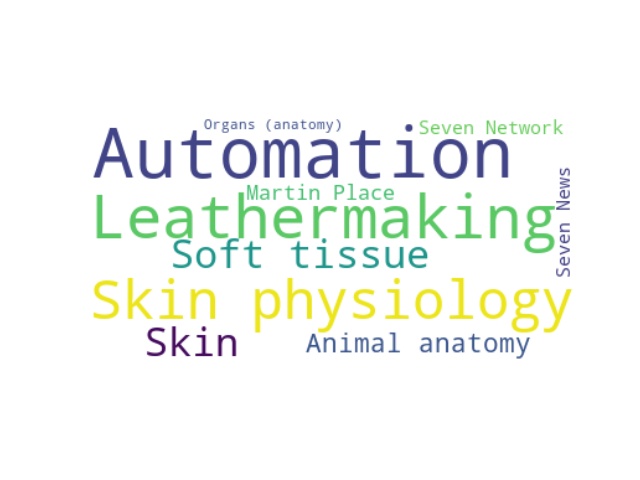 Organs (anatomy)
Seven Network
Automation
Martin Place
Seven News
Leathermaking
Soft tissue
Skin physiology
Skin
Animal anatomy